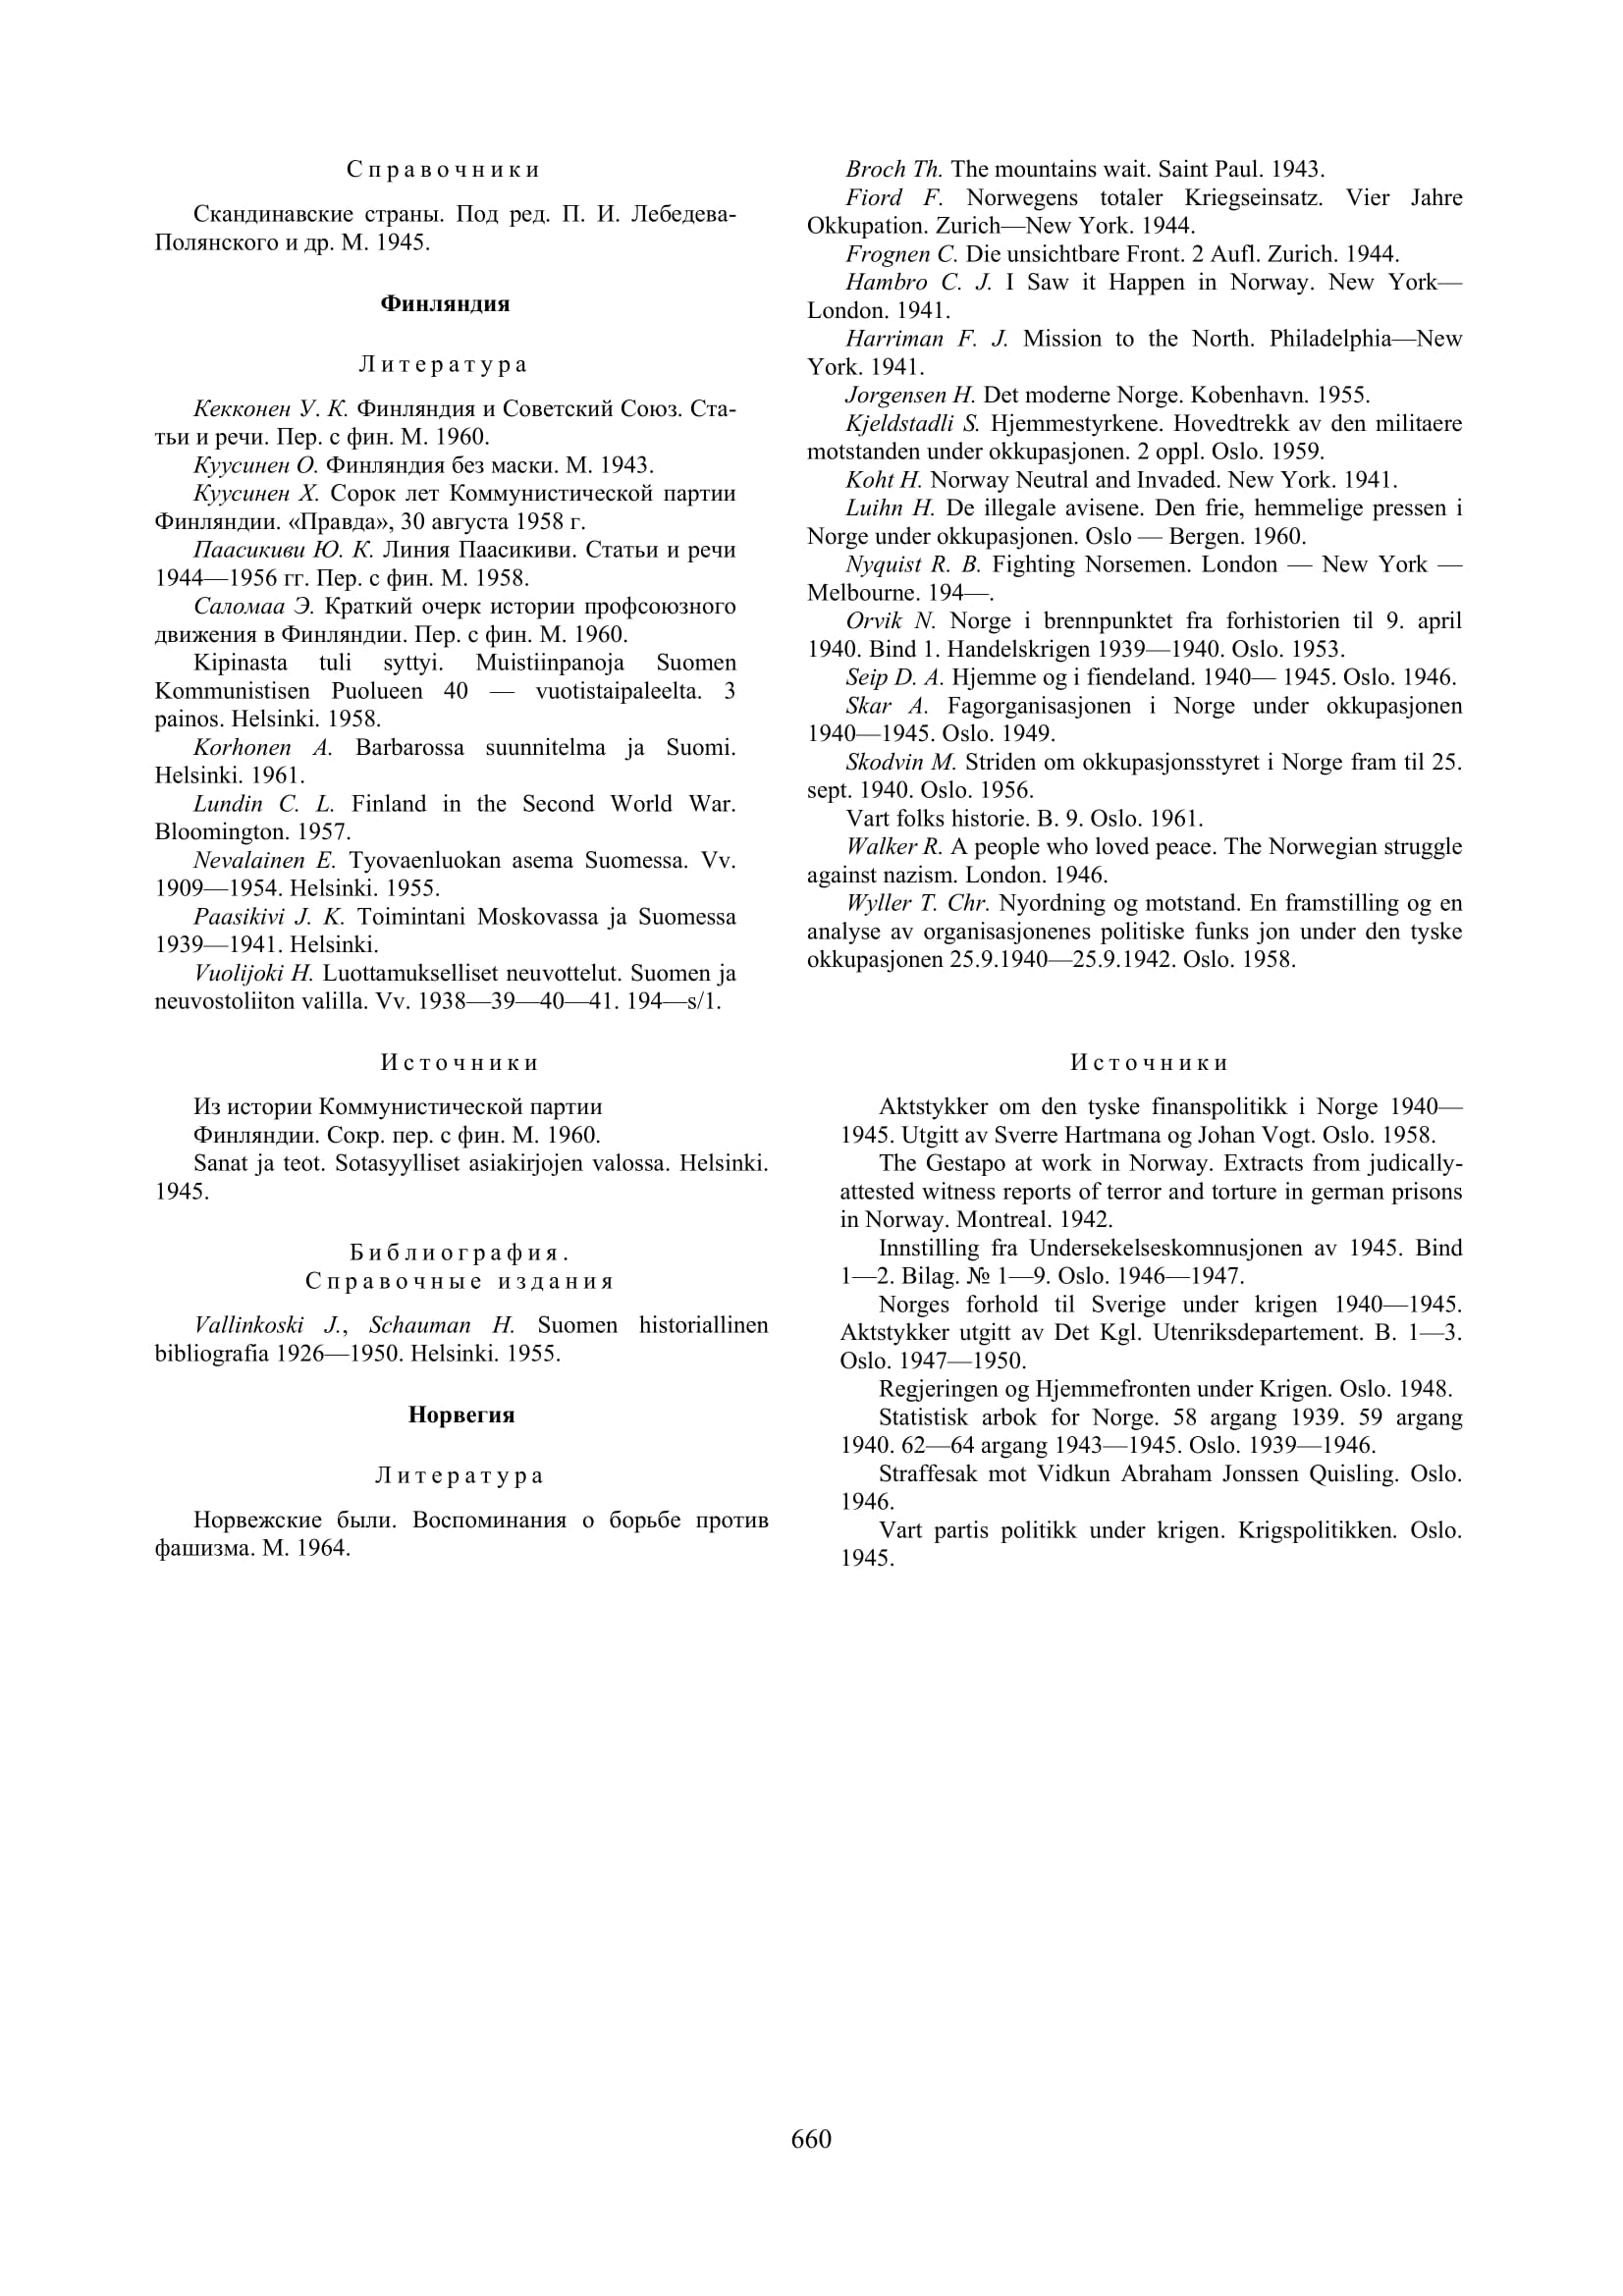 Справочники
Скандинавские страны. Под ред. П. И. Лебедева-
Полянского и др. М. 1945.
Финляндия
Литература
Кекконен У. К. Финляндия и Советский Союз. Ста-
тьи и речи. Пер. с фин. М. 1960.
Куусинен О. Финляндия без маски. М. 1943.
Куусинен Х. Сорок лет Коммунистической партии
Финляндии. «Правда», 30 августа 1958 г.
Паасикиви Ю. К. Линия Паасикиви. Статьи и речи
1944—1956 гг. Пер. с фин. М. 1958.
Саломаа Э. Краткий очерк истории профсоюзного
движения в Финляндии. Пер. с фин. М. 1960.
Kipinasta tuli syttyi. Muistiinpanoja Suomen
Kommunistisen Puolueen 40 — vuotistaipaleelta. 3
painos. Helsinki. 1958.
Korhonen A. Barbarossa suunnitelma ja Suomi.
Helsinki. 1961.
Lundin C. L. Finland in the Second World War.
Bloomington. 1957.
Nevalainen E. Tyovaenluokan asema Suomessa. Vv.
1909—1954. Helsinki. 1955.
Paasikivi J. K. Toimintani Moskovassa ja Suomessa
1939—1941. Helsinki.
Vuolijoki H. Luottamukselliset neuvottelut. Suomen ja
neuvostoliiton valilla. Vv. 1938—39—40—41. 194—s/1.
Источники
Из истории Коммунистической партии
Финляндии. Сокр. пер. с фин. М. 1960.
Sanat ja teot. Sotasyylliset asiakirjojen valossa. Helsinki.
1945.
Библиография.
Справочные издания
Vallinkoski J., Schauman H. Suomen historiallinen
bibliografia 1926—1950. Helsinki. 1955.
Норвегия
Литература
Норвежские были. Воспоминания о борьбе против
фашизма. М. 1964.
Broch Th. The mountains wait. Saint Paul. 1943.
Fiord F. Norwegens totaler Kriegseinsatz. Vier Jahre
Okkupation. Zurich—New York. 1944.
Frognen C. Die unsichtbare Front. 2 Aufl. Zurich. 1944.
Hambro C. J. I Saw it Happen in Norway. New York—
London. 1941.
Harriman F. J. Mission to the North. Philadelphia—New
York. 1941.
Jorgensen H. Det moderne Norge. Kobenhavn. 1955.
Kjeldstadli S. Hjemmestyrkene. Hovedtrekk av den militaere
motstanden under okkupasjonen. 2 oppl. Oslo. 1959.
Koht H. Norway Neutral and Invaded. New York. 1941.
Luihn H. De illegale avisene. Den frie, hemmelige pressen i
Norge under okkupasjonen. Oslo — Bergen. 1960.
Nyquist R. B. Fighting Norsemen. London — New York —
Melbourne. 194—.
Orvik N. Norge i brennpunktet fra forhistorien til 9. april
1940. Bind 1. Handelskrigen 1939—1940. Oslo. 1953.
Seip D. A. Hjemme og i fiendeland. 1940— 1945. Oslo. 1946.
Skar A. Fagorganisasjonen i Norge under okkupasjonen
1940—1945. Oslo. 1949.
Skodvin M. Striden om okkupasjonsstyret i Norge fram til 25.
sept. 1940. Oslo. 1956.
Vart folks historie. B. 9. Oslo. 1961.
Walker R. A people who loved peace. The Norwegian struggle
against nazism. London. 1946.
Wyller T. Chr. Nyordning og motstand. En framstilling og en
analyse av organisasjonenes politiske funks jon under den tyske
okkupasjonen 25.9.1940—25.9.1942. Oslo. 1958.
Источники
Aktstykker om den tyske finanspolitikk i Norge 1940—
1945. Utgitt av Sverre Hartmana og Johan Vogt. Oslo. 1958.
The Gestapo at work in Norway. Extracts from judically-
attested witness reports of terror and torture in german prisons
in Norway. Montreal. 1942.
Innstilling fra Undersekelseskomnusjonen av 1945. Bind
1—2. Bilag. № 1—9. Oslo. 1946—1947.
Norges forhold til Sverige under krigen 1940—1945.
Aktstykker utgitt av Det Kgl. Utenriksdepartement. B. 1—3.
Oslo. 1947—1950.
Regjeringen og Hjemmefronten under Krigen. Oslo. 1948.
Statistisk arbok for Norge. 58 argang 1939. 59 argang
1940. 62—64 argang 1943—1945. Oslo. 1939—1946.
Straffesak mot Vidkun Abraham Jonssen Quisling. Oslo.
1946.
Vart partis politikk under krigen. Krigspolitikken. Oslo.
1945.
660